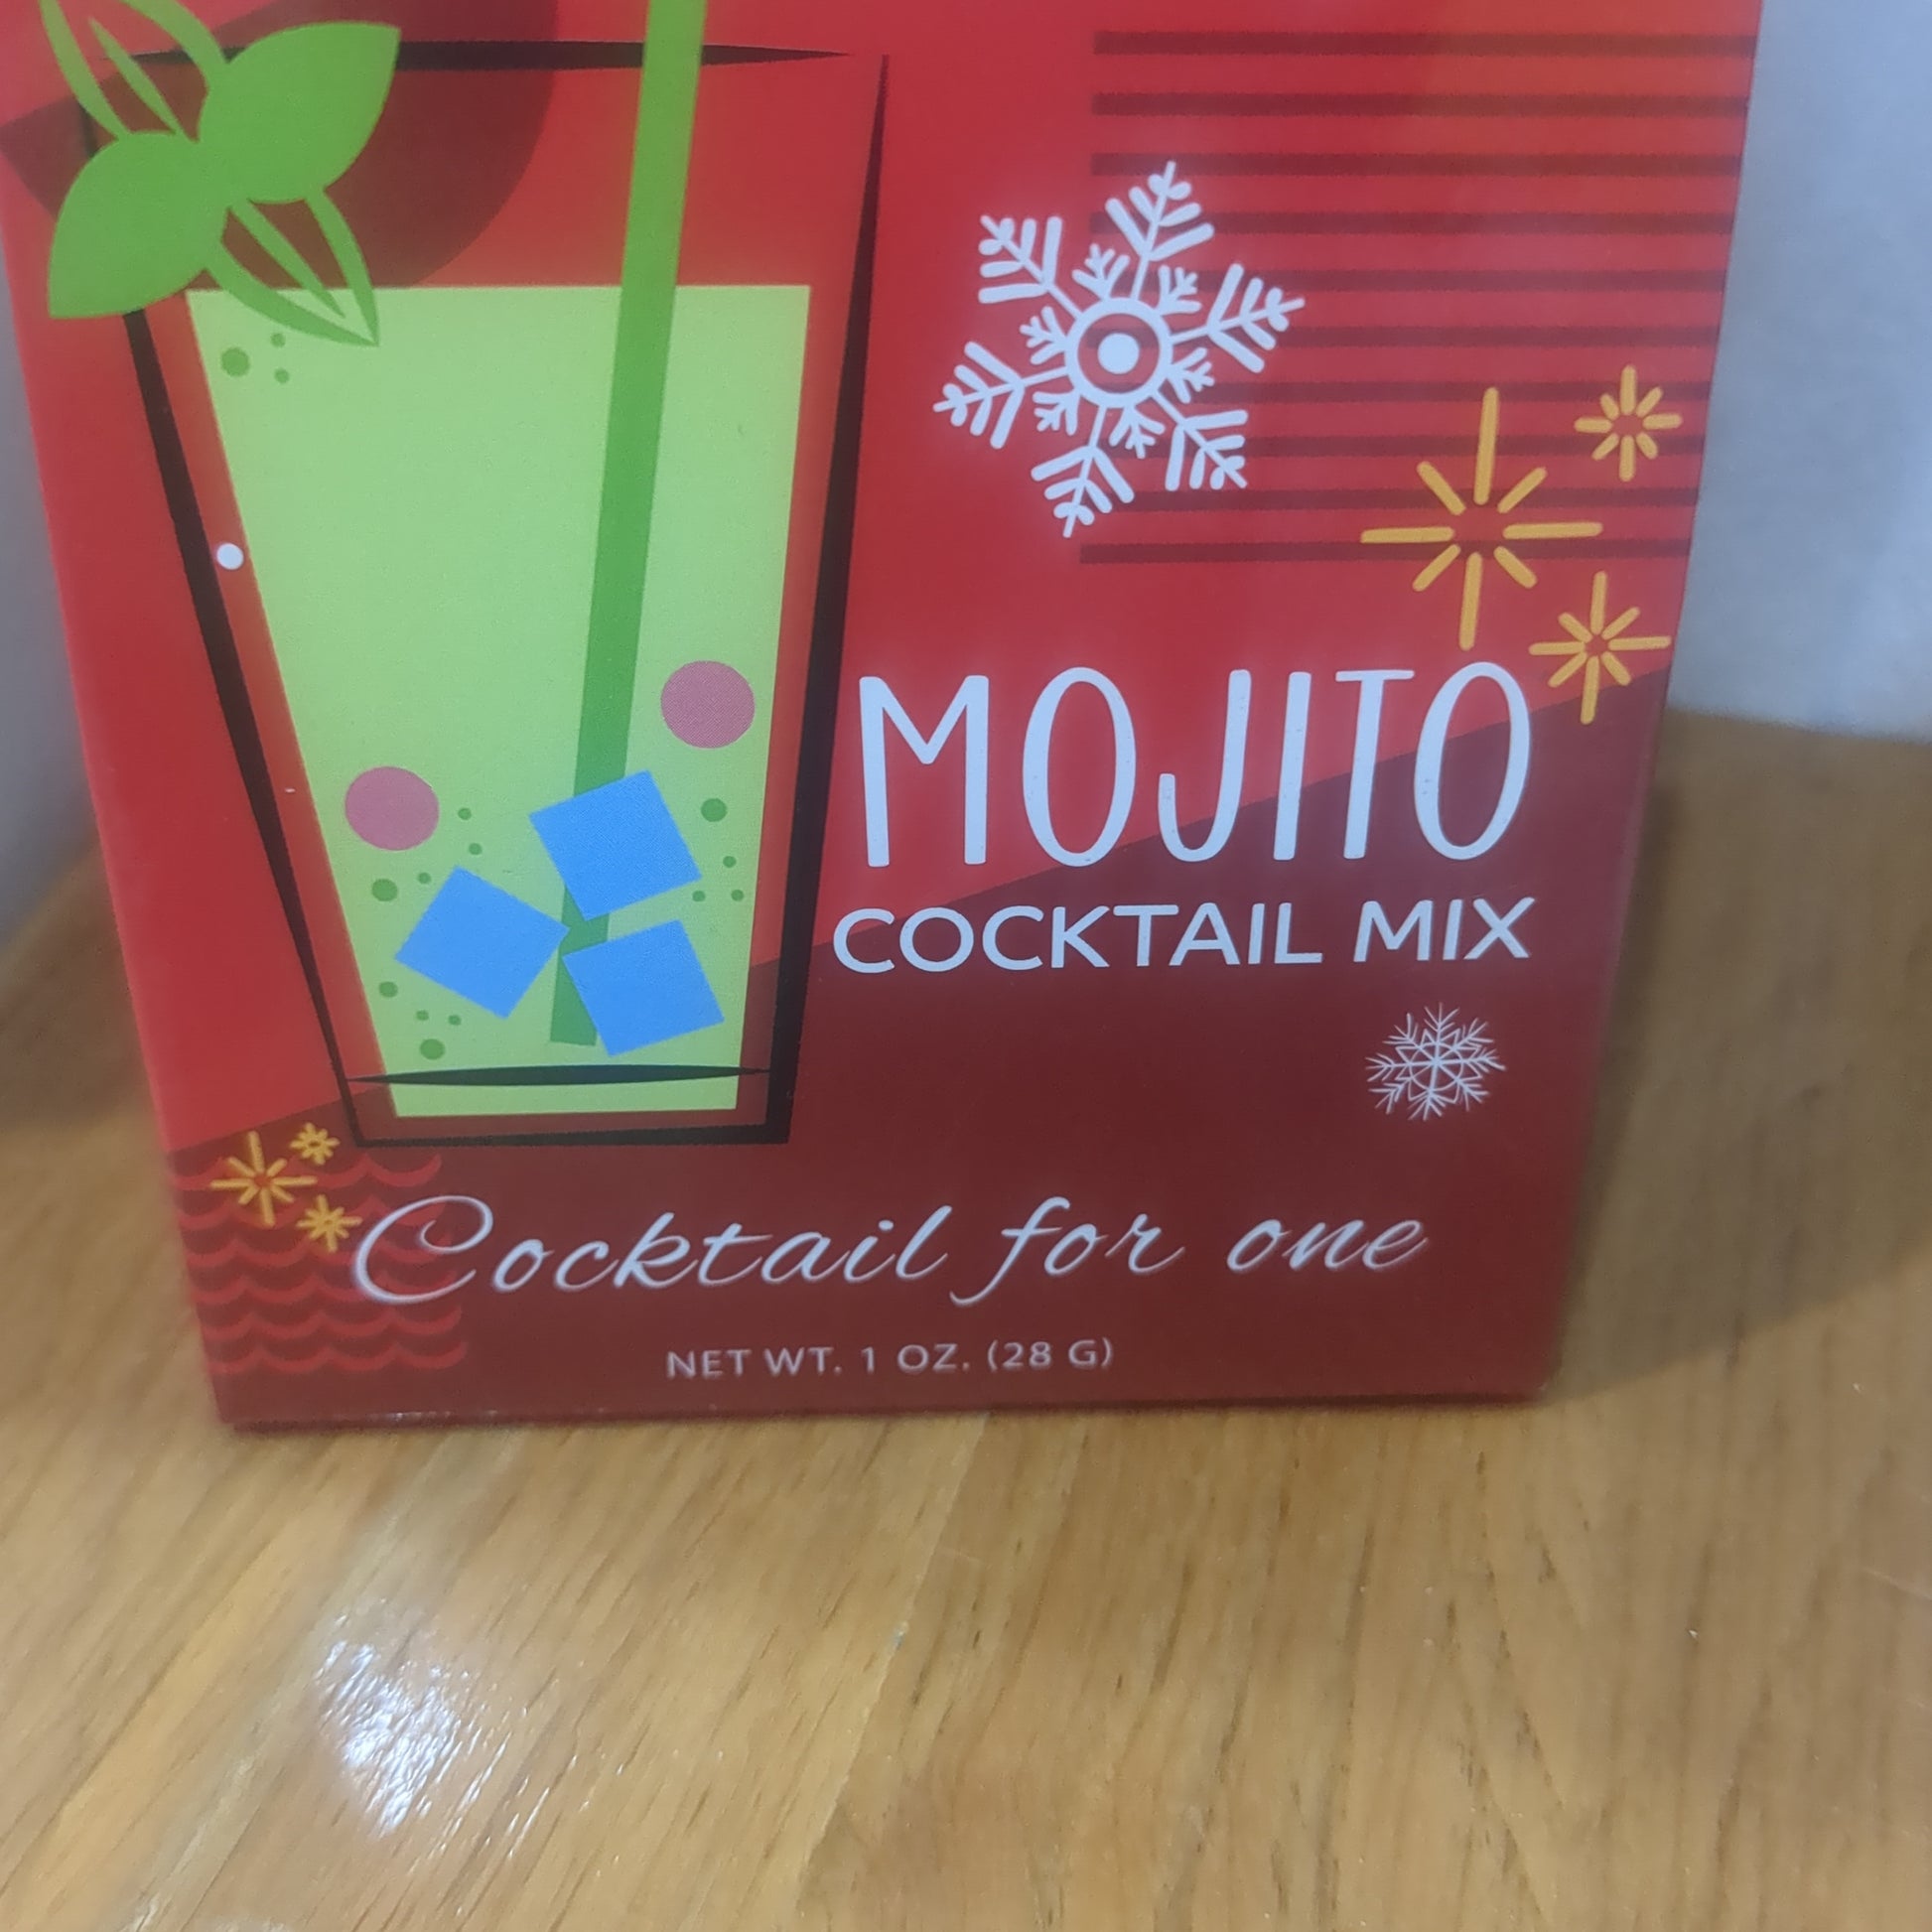 MOJITO
COCKTAIL MIX
Cocktail for one
NET WT. 1 OZ. (28 G)